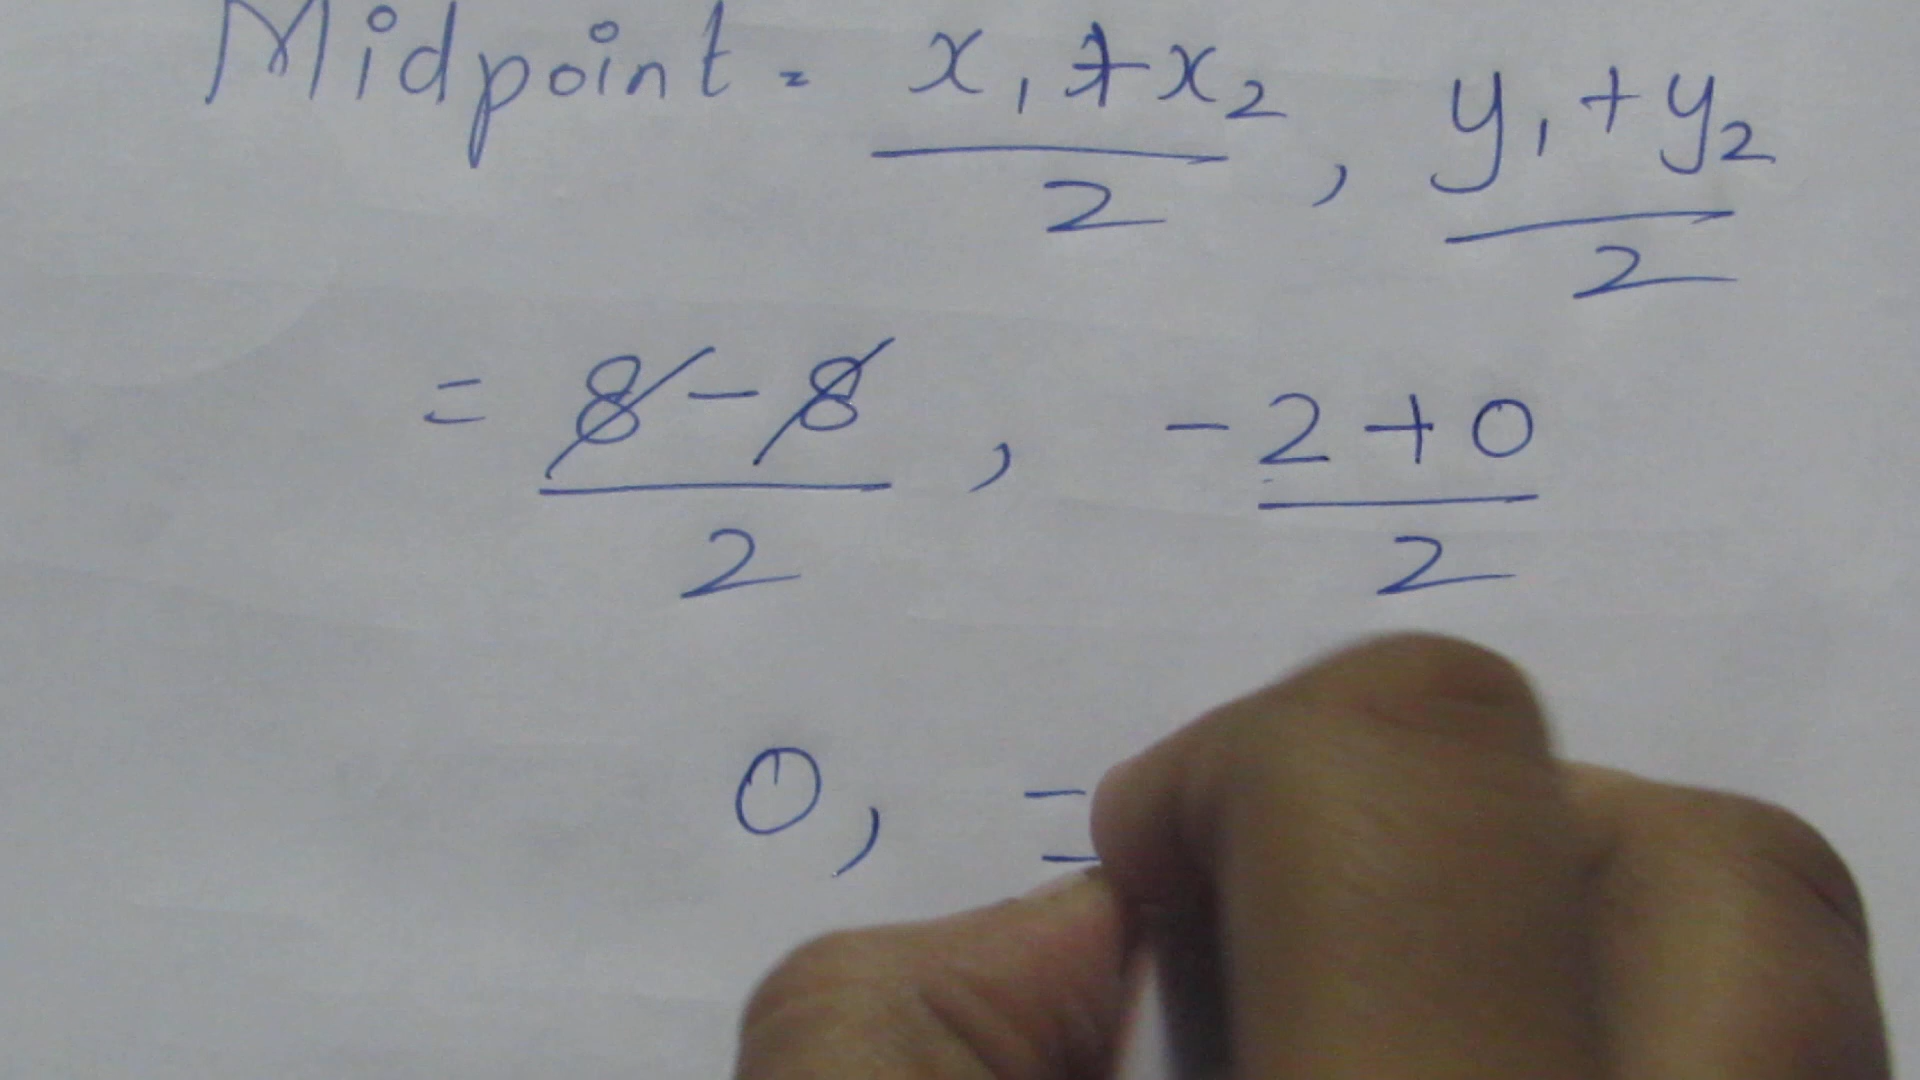 Midpoint = x₁+x₂/2, y₁+y₂/2
= 8-8/2, -2+0/2
0, =